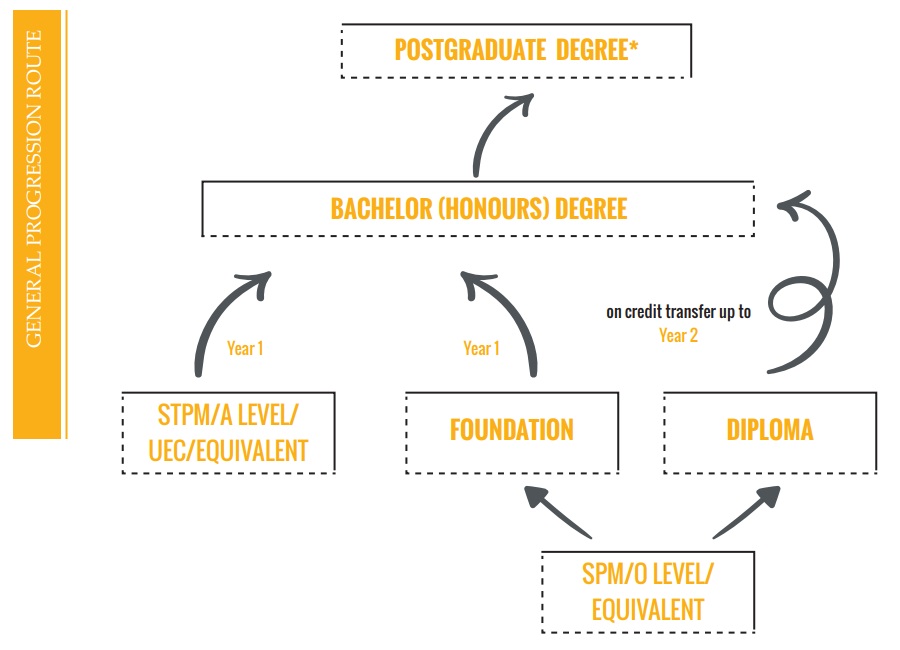 GENERAL PROGRESSION ROUTE
POSTGRADUATE DEGREE*
BACHELOR (HONOURS) DEGREE
on credit transfer up to
Year 2
Year 1
Year 1
STPM/A LEVEL/
UEC/EQUIVALENT
FOUNDATION
DIPLOMA
SPM/O LEVEL/
EQUIVALENT